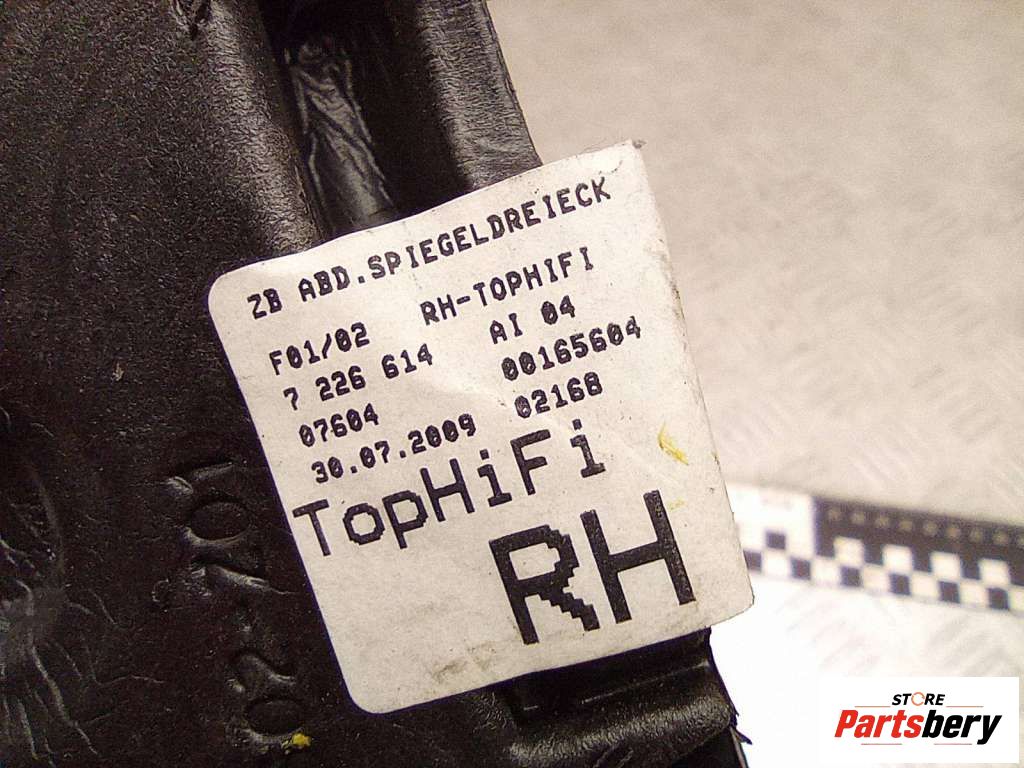 ZB ABD.SPIEGELDREIECK
F01/02 RH-TOPHIFI
7 226 614 AI 04
07604 00165604
30.07.2009 02168
TopHiFi
RH
STORE
Partsbery